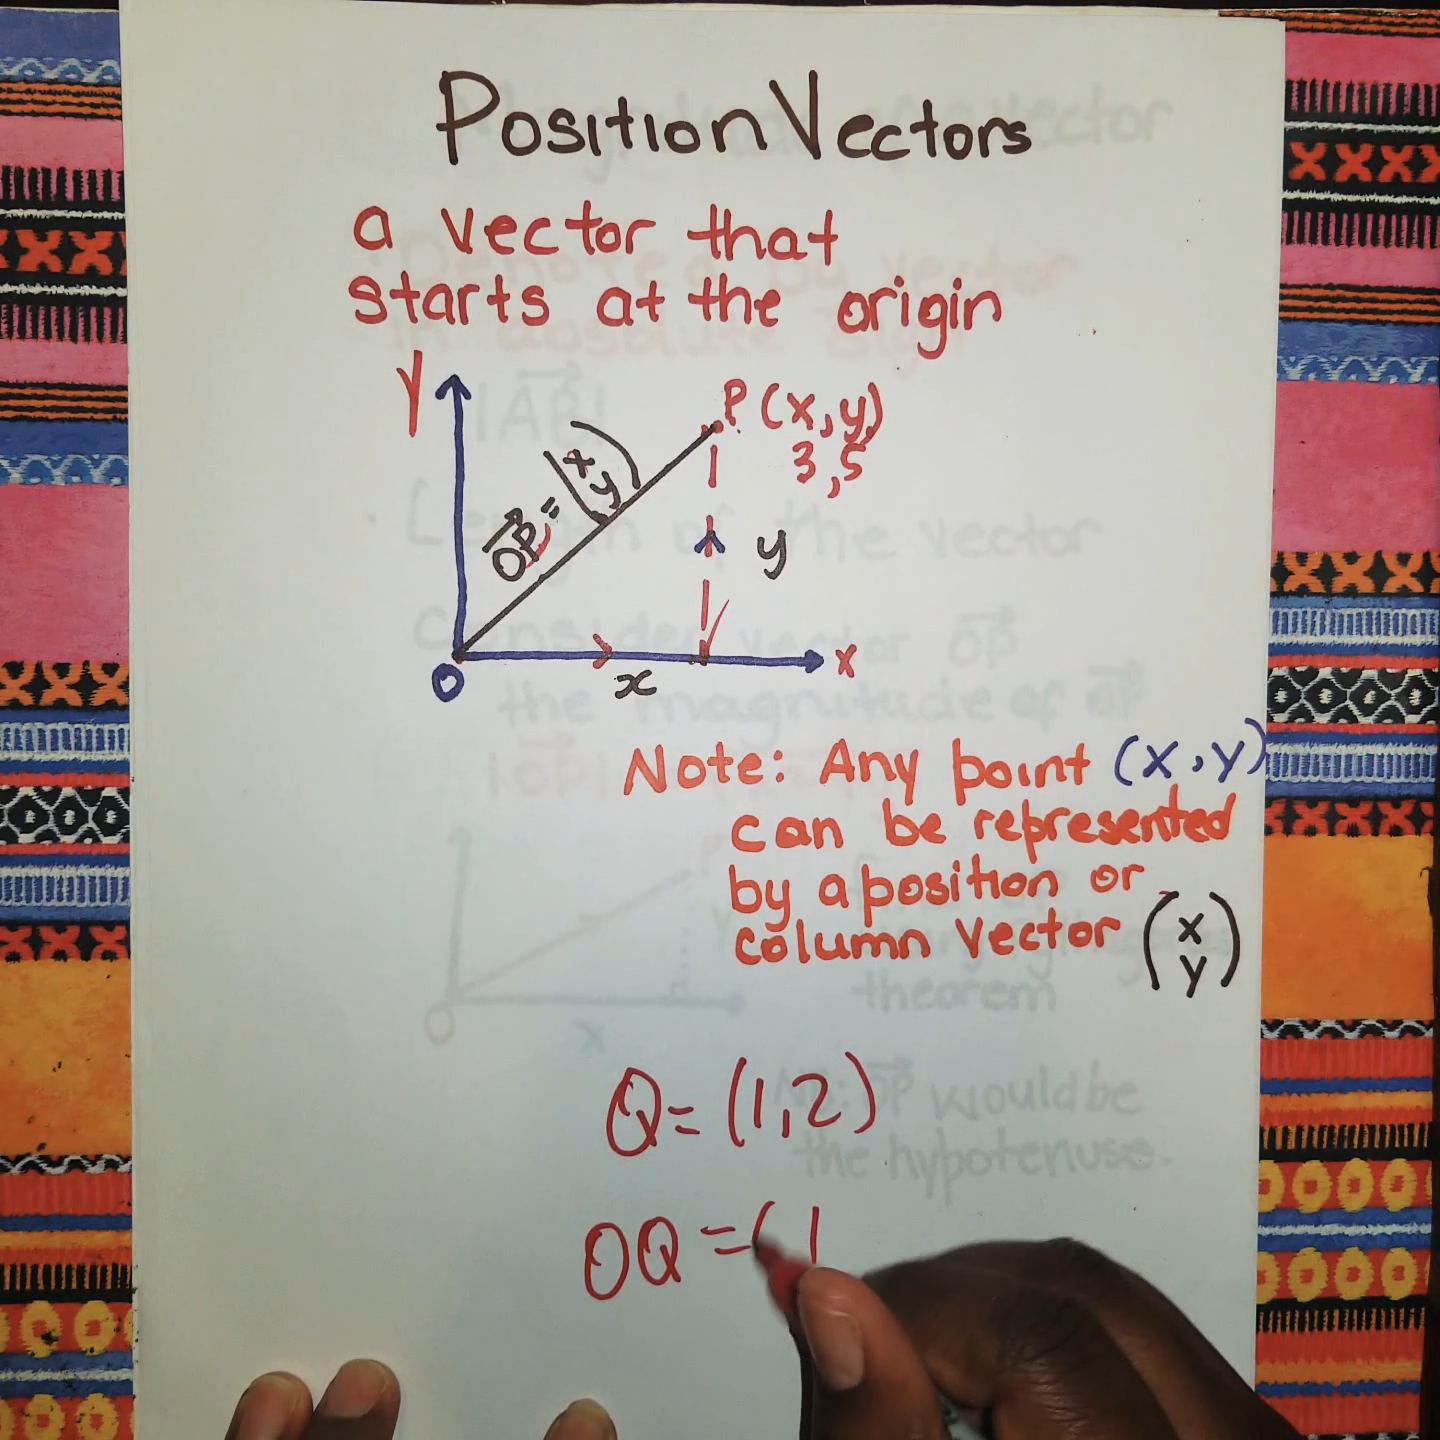 Position Vectors
a vector that
starts at the origin
Y
P (x,y)
3,5
OP = (x y)
y
O
x
x
Note: Any point (x,y)
can be represented
by a position or
column vector (x y)
Q = (1,2)
OQ = ( 1